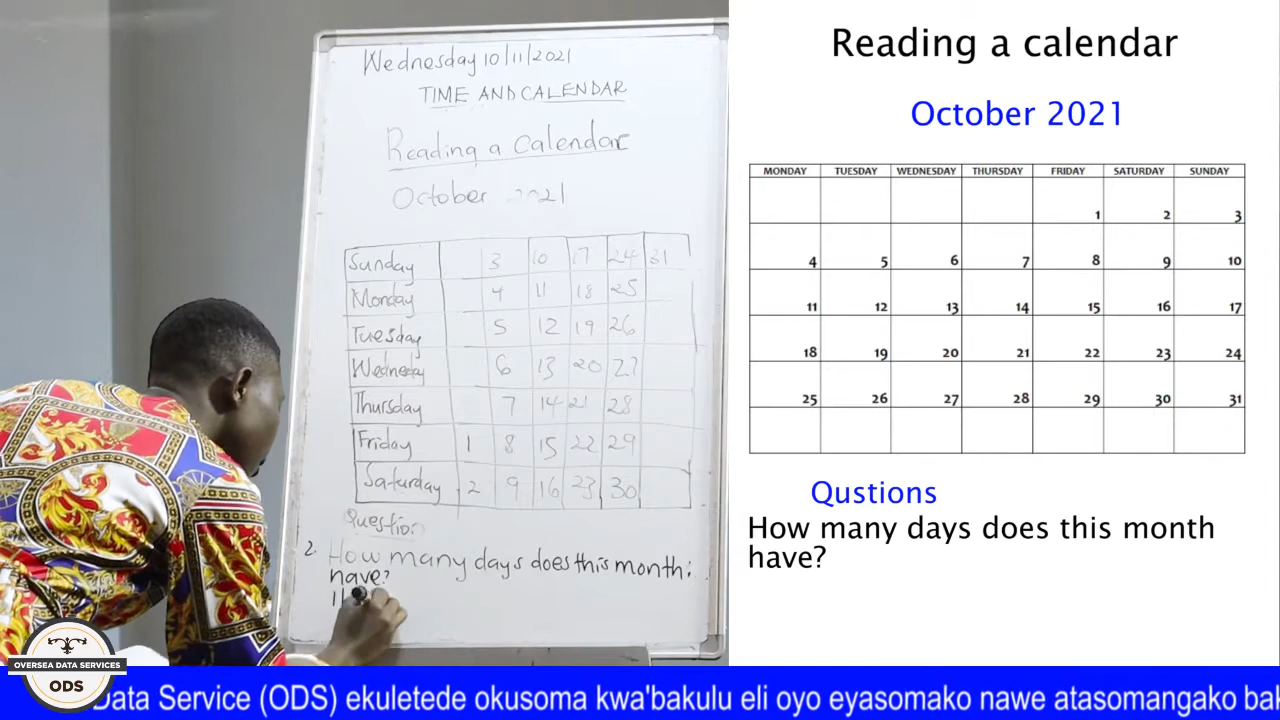 Wednesday 10/11/2021
TIME AND CALENDAR
Reading a Calendar
October 2021
Sunday 3 10 17 24 31
Monday 4 11 18 25
Tuesday 5 12 19 26
Wednesday 6 13 20 27
Thursday 7 14 21 28
Friday 1 8 15 22 29
Saturday 2 9 16 23 30
Question
2. How many days does this month
have?
Reading a calendar
October 2021
MONDAY TUESDAY WEDNESDAY THURSDAY FRIDAY SATURDAY SUNDAY
1 2 3
4 5 6 7 8 9 10
11 12 13 14 15 16 17
18 19 20 21 22 23 24
25 26 27 28 29 30 31
Qustions
How many days does this month
have?
OVERSEA DATA SERVICES
ODS
Data Service (ODS) ekuletede okusoma kwa'bakulu eli oyo eyasomako nawe atasomangako